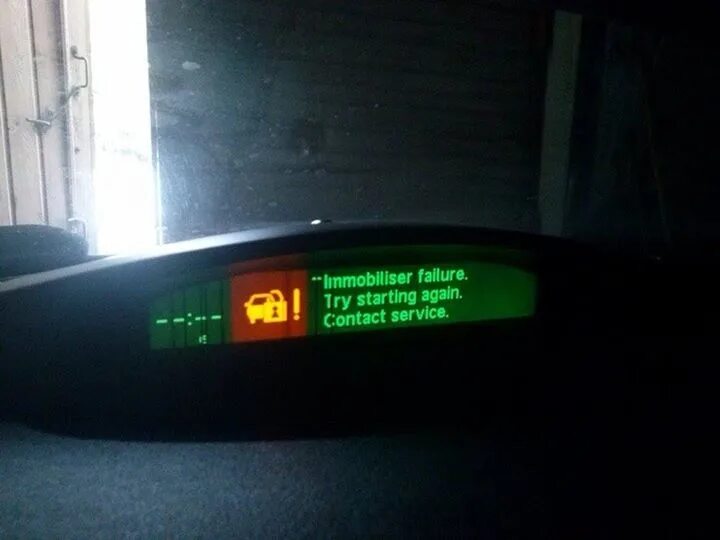 --:--
Immobiliser failure.
Try starting again.
Contact service.